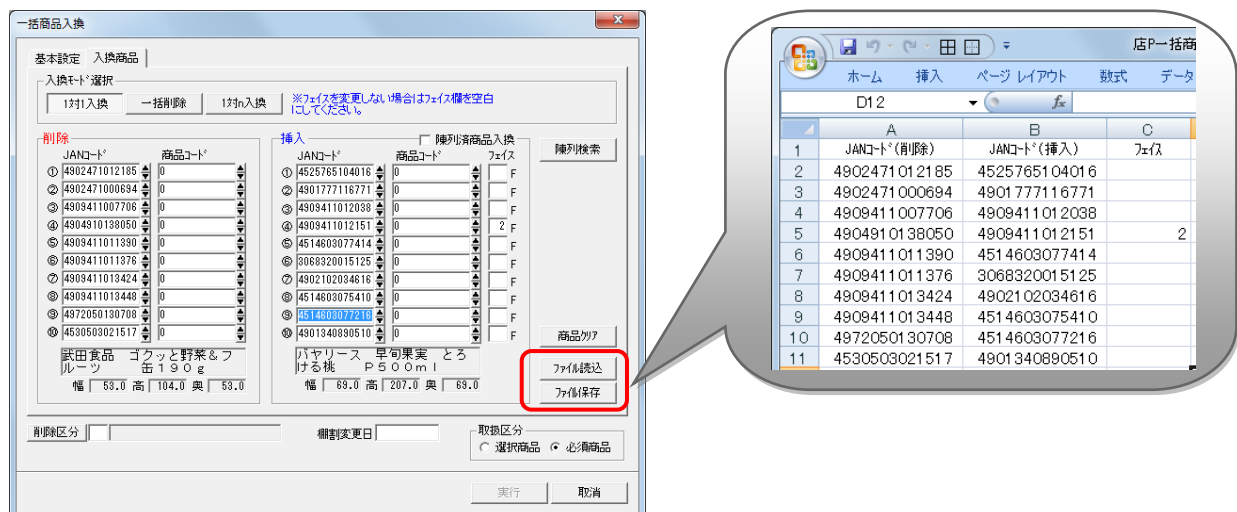 一括商品入換
基本設定 入換商品
入換ﾓｰﾄﾞ選択
1対1入換 一括削除 1対n入換 ※ﾌｪｲｽを変更しない場合はﾌｪｲｽ欄を空白
にしてください。
削除
JANｺｰﾄﾞ 商品ｺｰﾄﾞ
① 4902471012185 0
② 4902471000694 0
③ 4909411007706 0
④ 4904910138050 0
⑤ 4909411011390 0
⑥ 4909411011376 0
⑦ 4909411013424 0
⑧ 4909411013448 0
⑨ 4972050130708 0
⑩ 4530503021517 0
武田食品 ゴクッと野菜&フ
ルーツ 缶190g
幅 53.0 高 104.0 奥 53.0
挿入 陳列済商品入換
JANｺｰﾄﾞ 商品ｺｰﾄﾞ ﾌｪｲｽ
① 4525765104016 0 F
② 4901777116771 0 F
③ 4909411012038 0 F
④ 4909411012151 0 2 F
⑤ 4514603077414 0 F
⑥ 3068320015125 0 F
⑦ 4902102034616 0 F
⑧ 4514603075410 0 F
⑨ 4514603077216 0 F
⑩ 4901340890510 0 F
バヤリース 早旬果実 とろ
ける桃 P500ml
幅 69.0 高 207.0 奥 69.0
陳列検索
商品ｸﾘｱ
ﾌｧｲﾙ読込
ﾌｧｲﾙ保存
削除区分 棚割変更日 取扱区分
選択商品 必須商品
実行 取消
店P一括商
ホーム 挿入 ページ レイアウト 数式 データ
D12 fx
A B C
1 JANｺｰﾄﾞ(削除) JANｺｰﾄﾞ(挿入) ﾌｪｲｽ
2 4902471012185 4525765104016
3 4902471000694 4901777116771
4 4909411007706 4909411012038
5 4904910138050 4909411012151 2
6 4909411011390 4514603077414
7 4909411011376 3068320015125
8 4909411013424 4902102034616
9 4909411013448 4514603075410
10 4972050130708 4514603077216
11 4530503021517 4901340890510